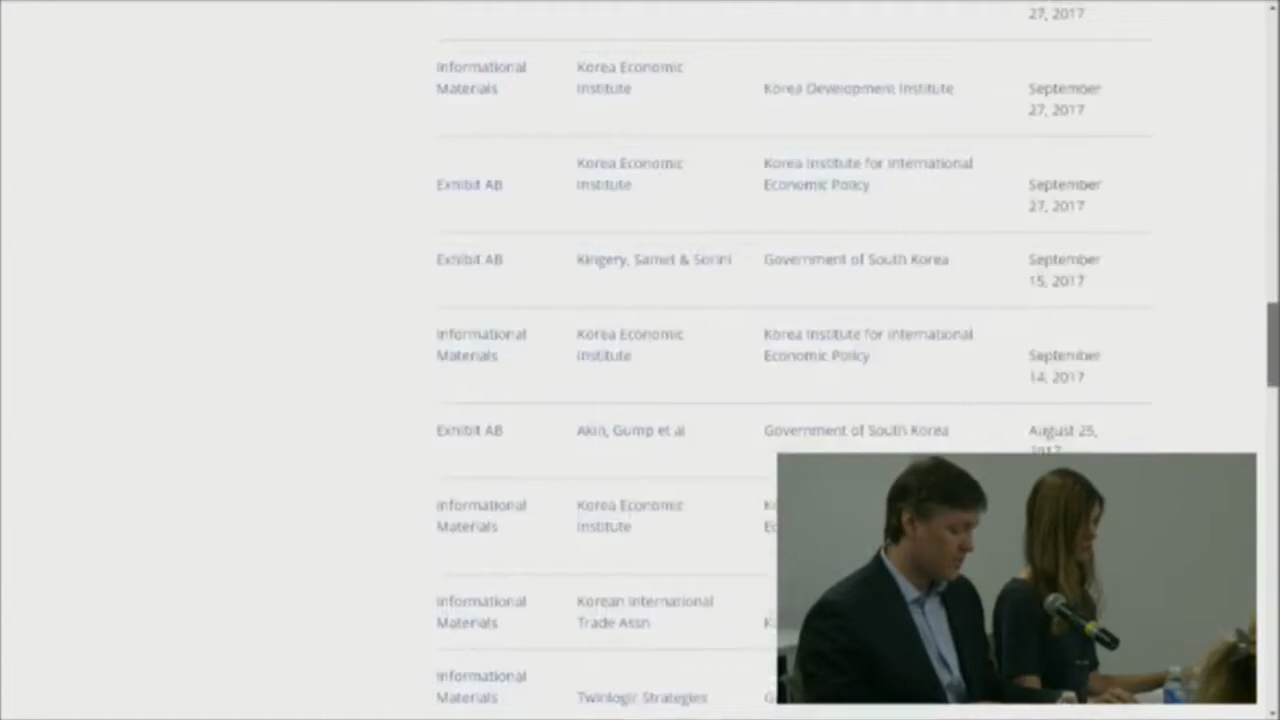 27, 2017
Informational Korea Economic
Materials Institute Korea Development Institute September
27, 2017
Korea Economic Korea Institute for International
Exhibit AB Institute Economic Policy September
27, 2017
Exhibit AB Kingery, Samet & Sorini Government of South Korea September
15, 2017
Informational Korea Economic Korea Institute for International
Materials Institute Economic Policy September
14, 2017
Exhibit AB Akin, Gump et al Government of South Korea August 25,
Informational Korea Economic
Materials Institute
Informational Korean International
Materials Trade Assn
Informational
Materials Twinlogic Strategies